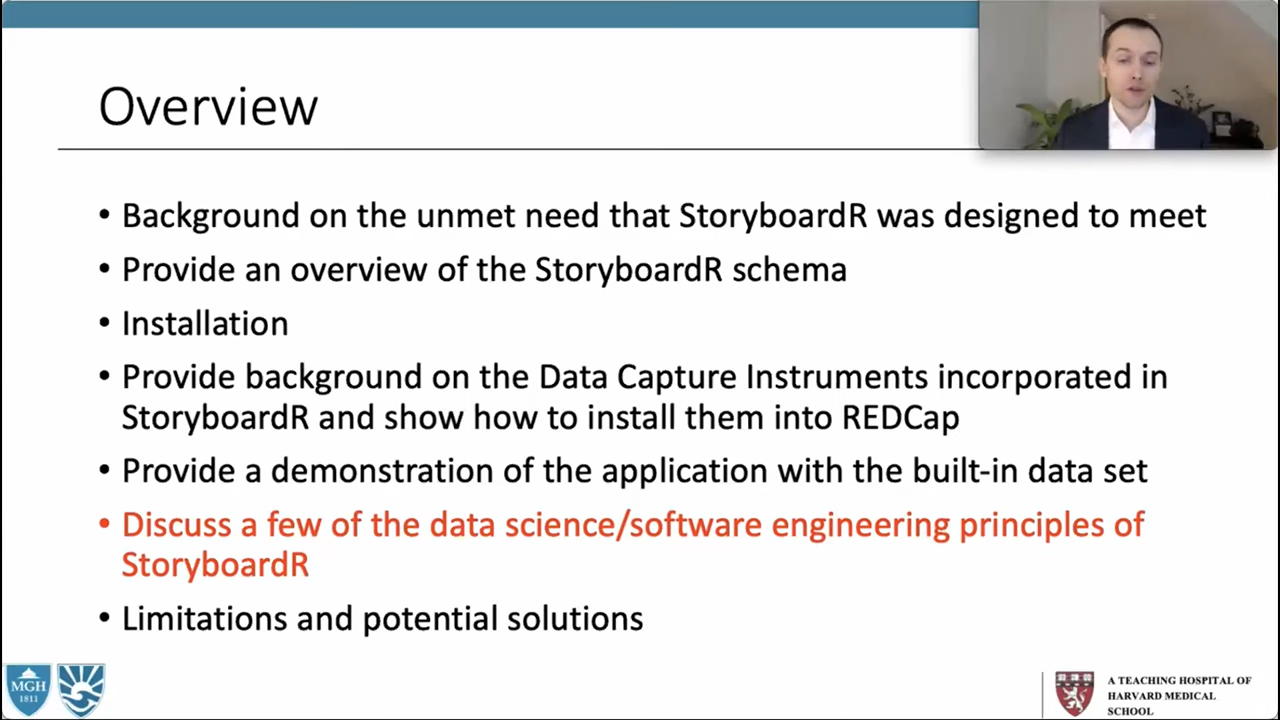 Overview
• Background on the unmet need that StoryboardR was designed to meet
• Provide an overview of the StoryboardR schema
• Installation
• Provide background on the Data Capture Instruments incorporated in
StoryboardR and show how to install them into REDCap
• Provide a demonstration of the application with the built-in data set
• Discuss a few of the data science/software engineering principles of
StoryboardR
• Limitations and potential solutions
MGH
1811
A TEACHING HOSPITAL OF
HARVARD MEDICAL
SCHOOL